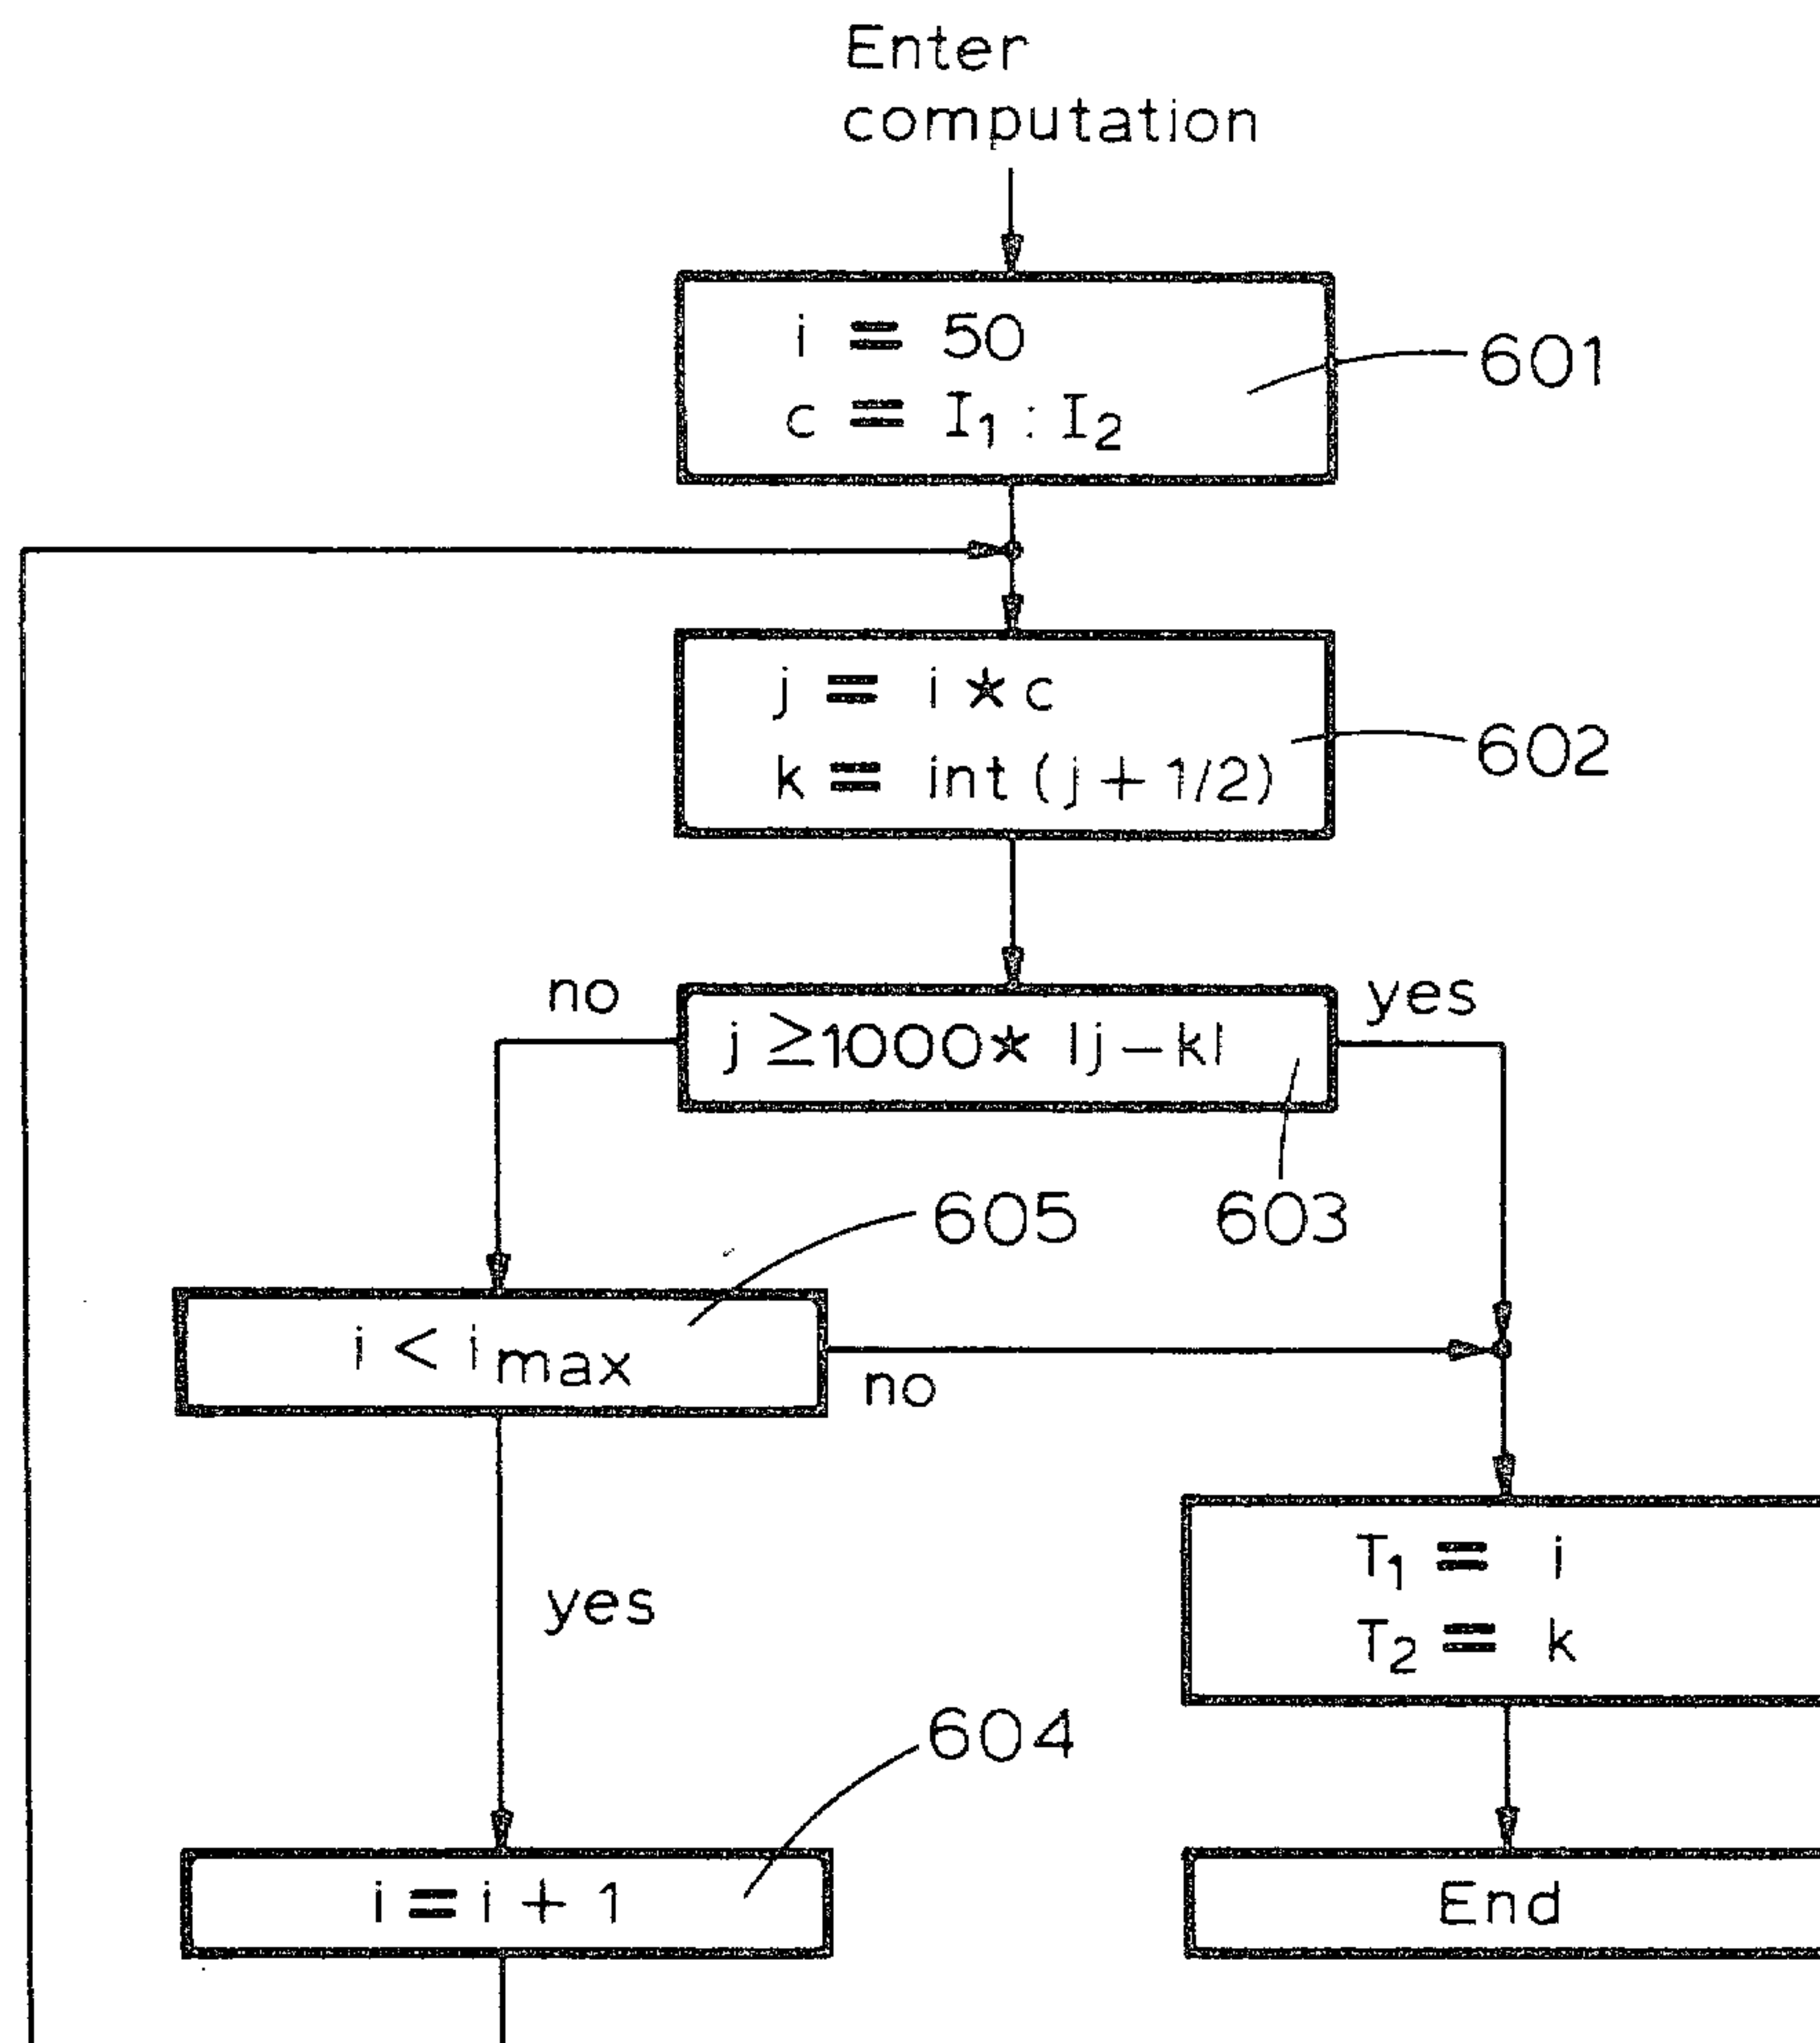 Enter
computation
i = 50
c = I₁ : I₂
601
j = i * c
k = int (j + 1/2)
602
no
yes
j ≥ 1000 * |j – k|
605
603
i < i max
no
T₁ = i
T₂ = k
yes
604
i = i + 1
End